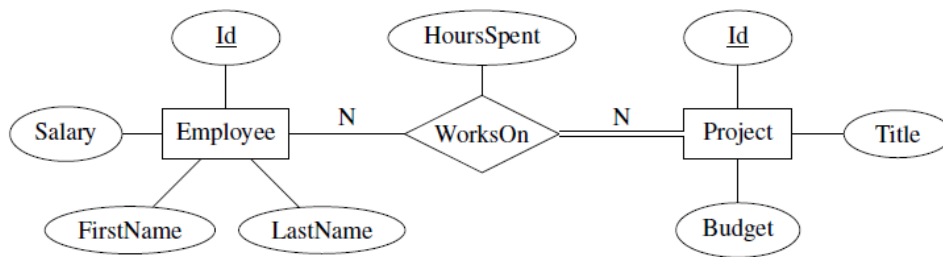 Id
HoursSpent
Id
Salary
Employee
N
WorksOn
N
Project
Title
FirstName
LastName
Budget